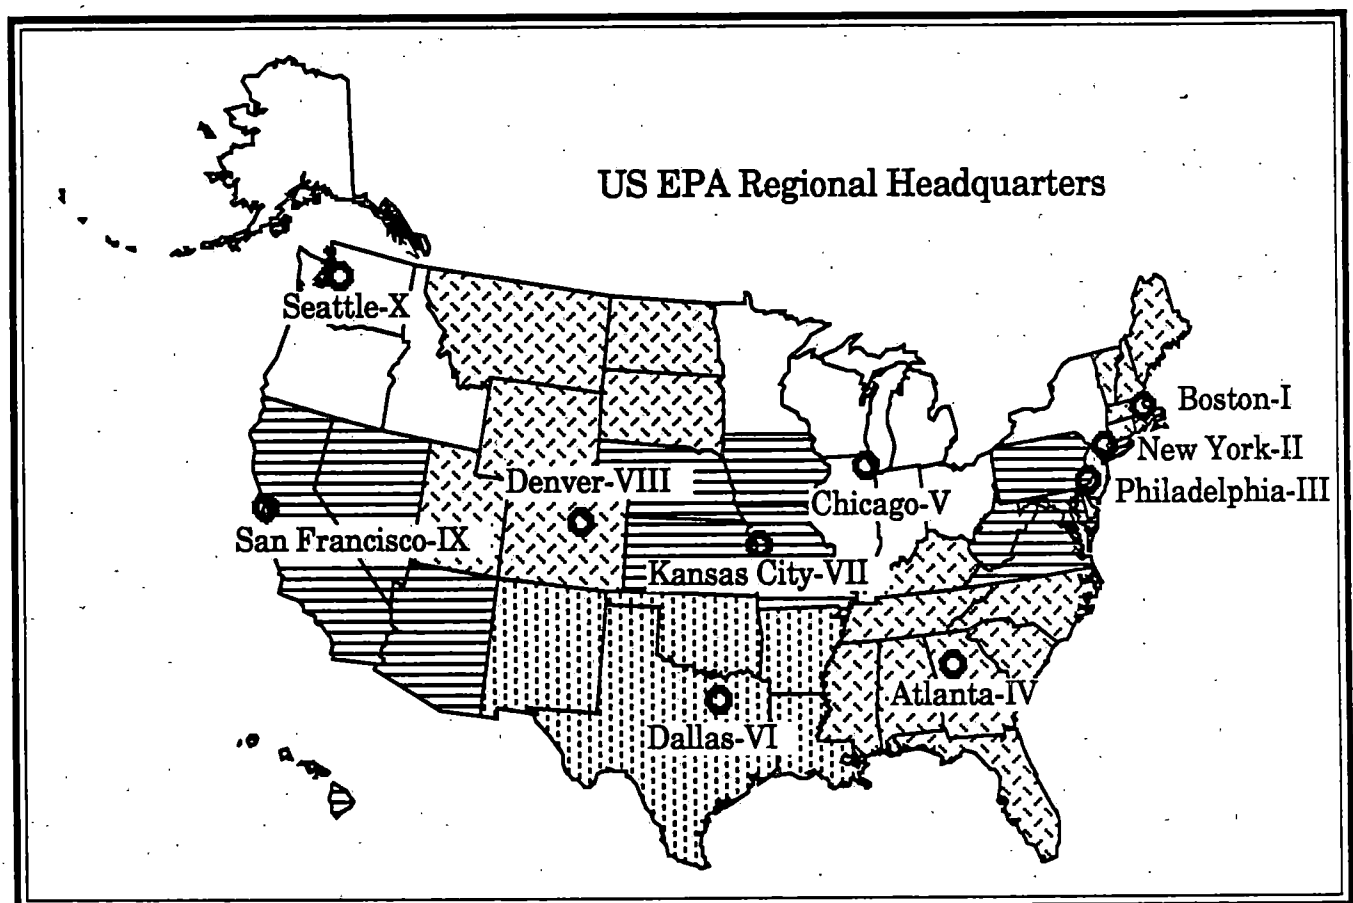 US EPA Regional Headquarters
Seattle-X
Boston-I
New York-II
Denver-VIII
Philadelphia-III
Chicago-V
San Francisco-IX
Kansas City-VII
Atlanta-IV
Dallas-VI